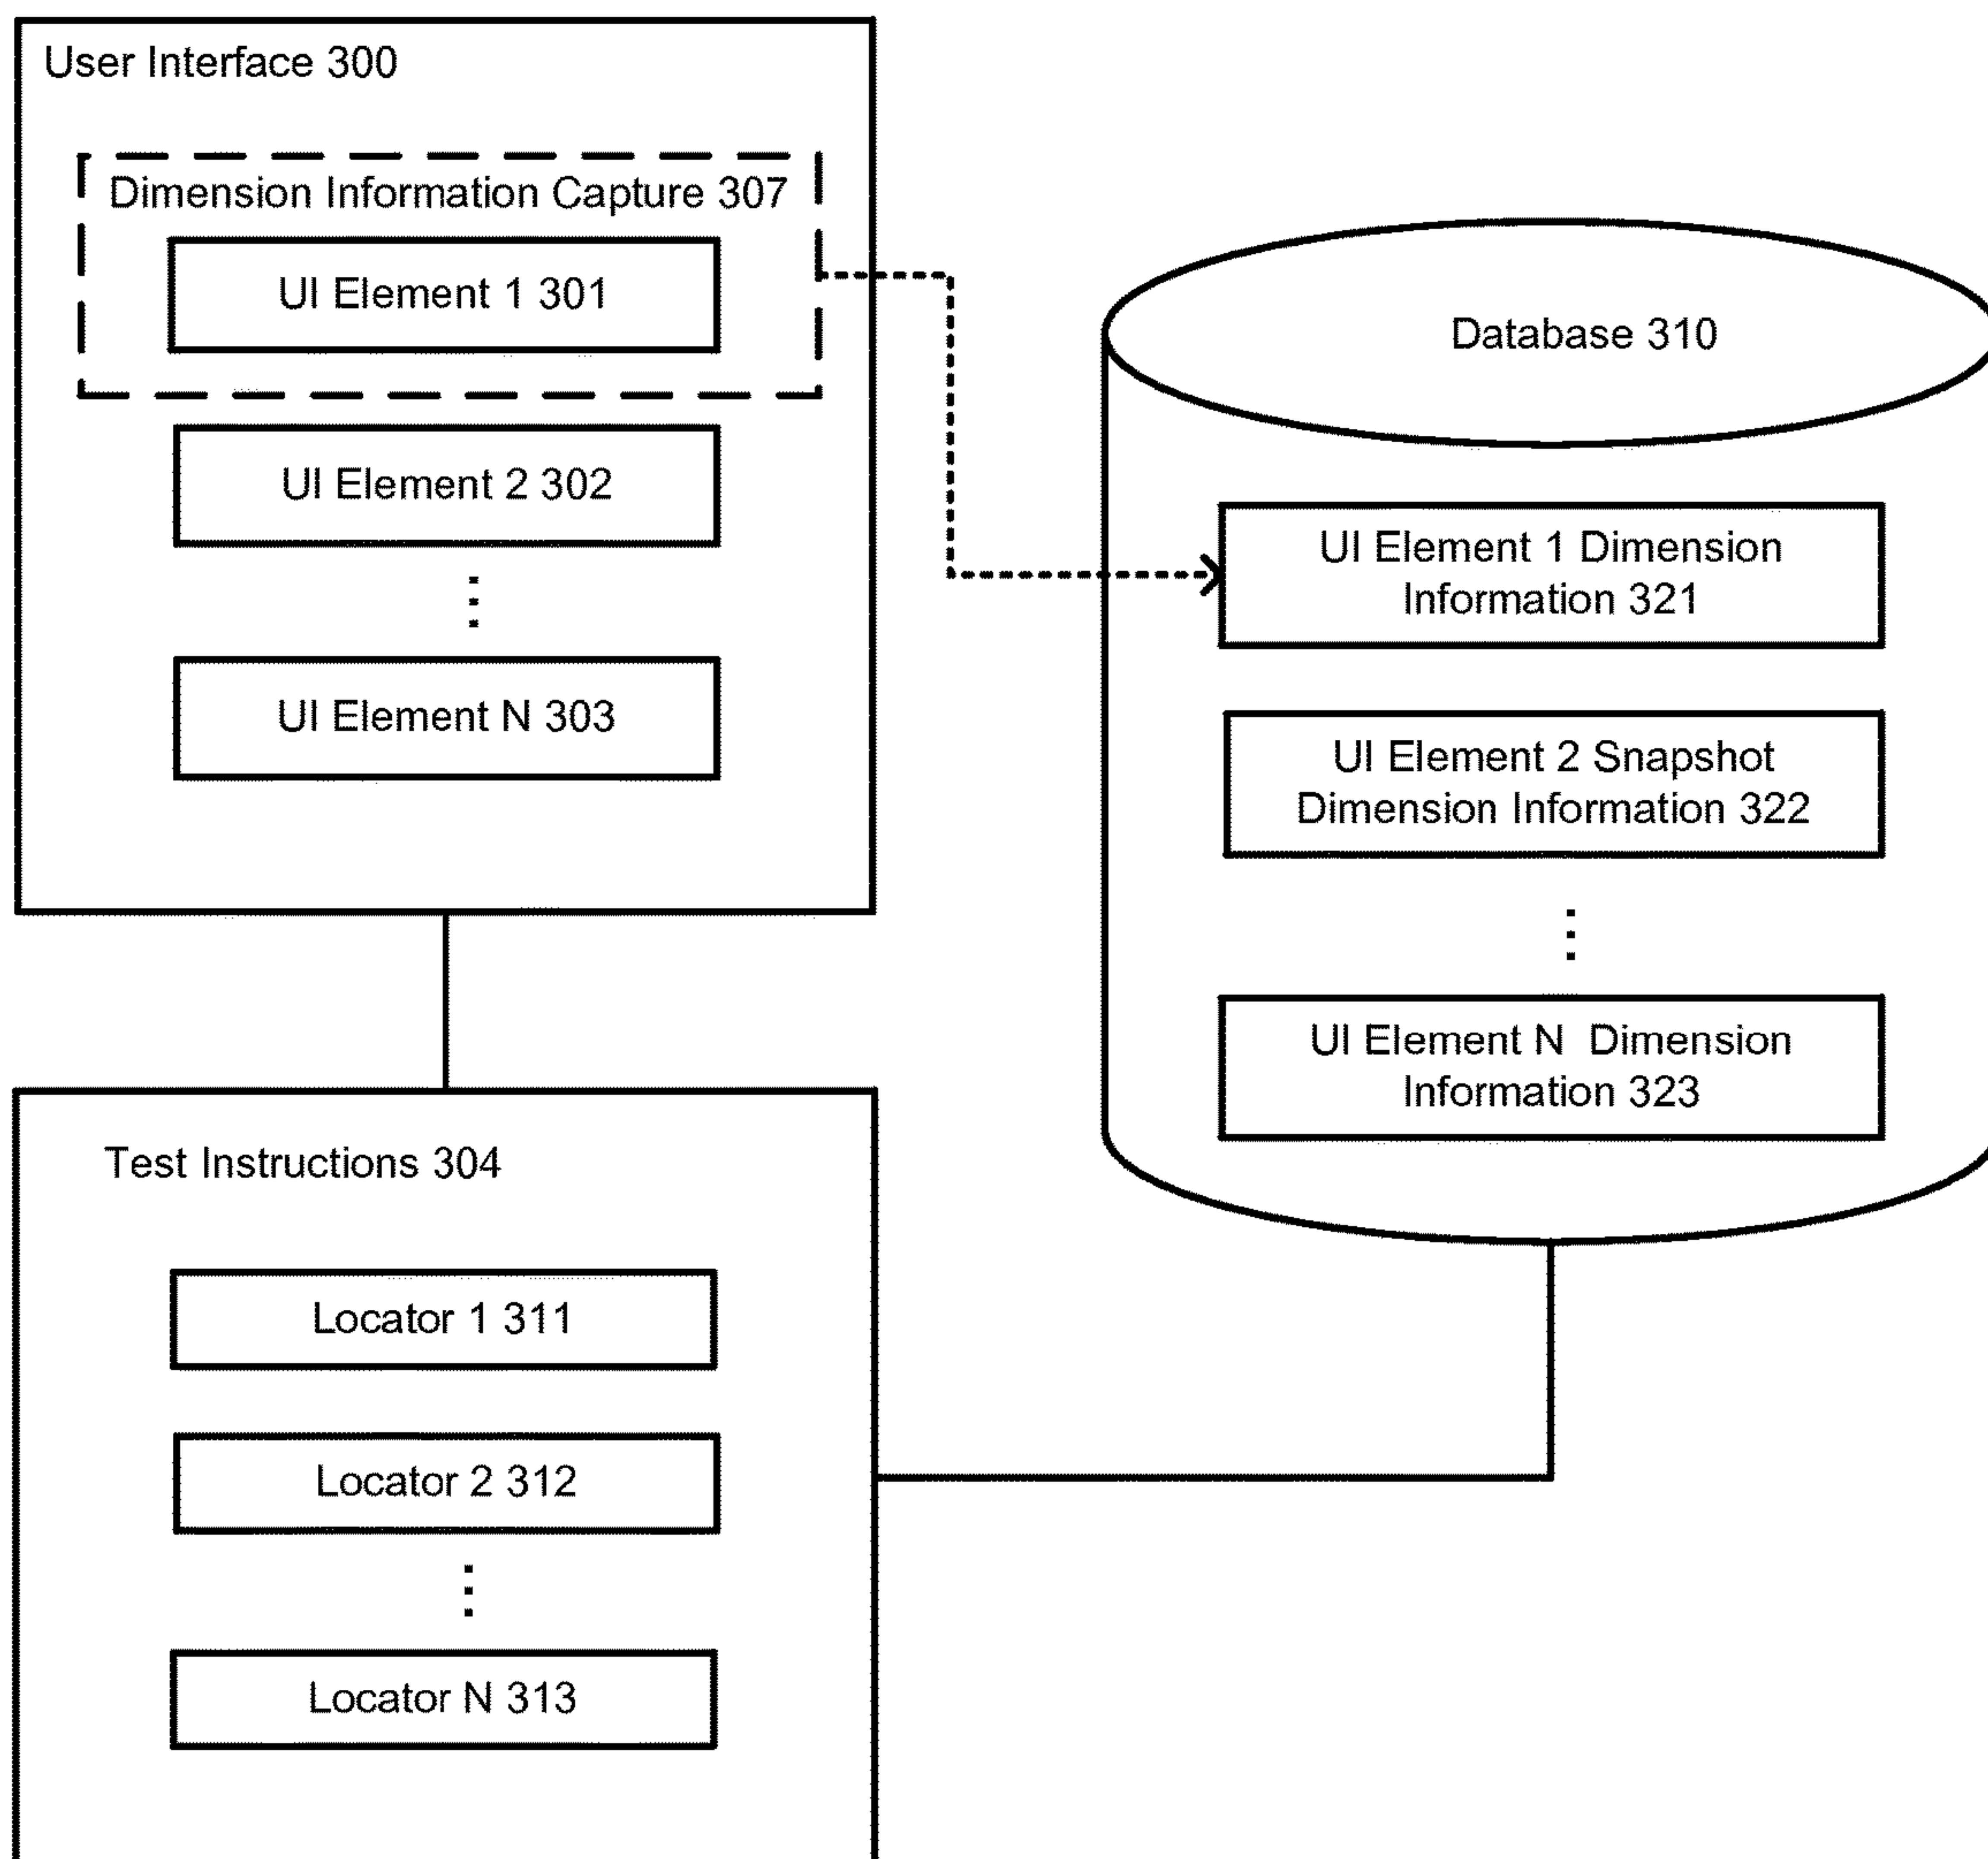 User Interface 300
Dimension Information Capture 307
UI Element 1 301
UI Element 2 302
UI Element N 303
Database 310
UI Element 1 Dimension
Information 321
UI Element 2 Snapshot
Dimension Information 322
UI Element N Dimension
Information 323
Test Instructions 304
Locator 1 311
Locator 2 312
Locator N 313